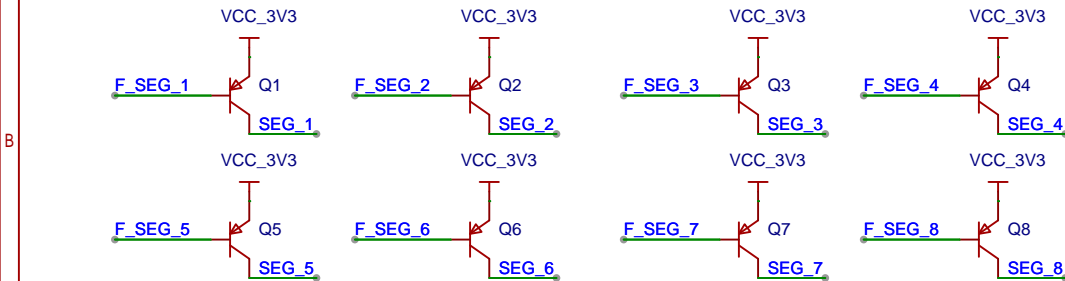 VCC_3V3 VCC_3V3 VCC_3V3 VCC_3V3
F_SEG_1 Q1 F_SEG_2 Q2 F_SEG_3 Q3 F_SEG_4 Q4
SEG_1 SEG_2 SEG_3 SEG_4
B
VCC_3V3 VCC_3V3 VCC_3V3 VCC_3V3
F_SEG_5 Q5 F_SEG_6 Q6 F_SEG_7 Q7 F_SEG_8 Q8
SEG_5 SEG_6 SEG_7 SEG_8